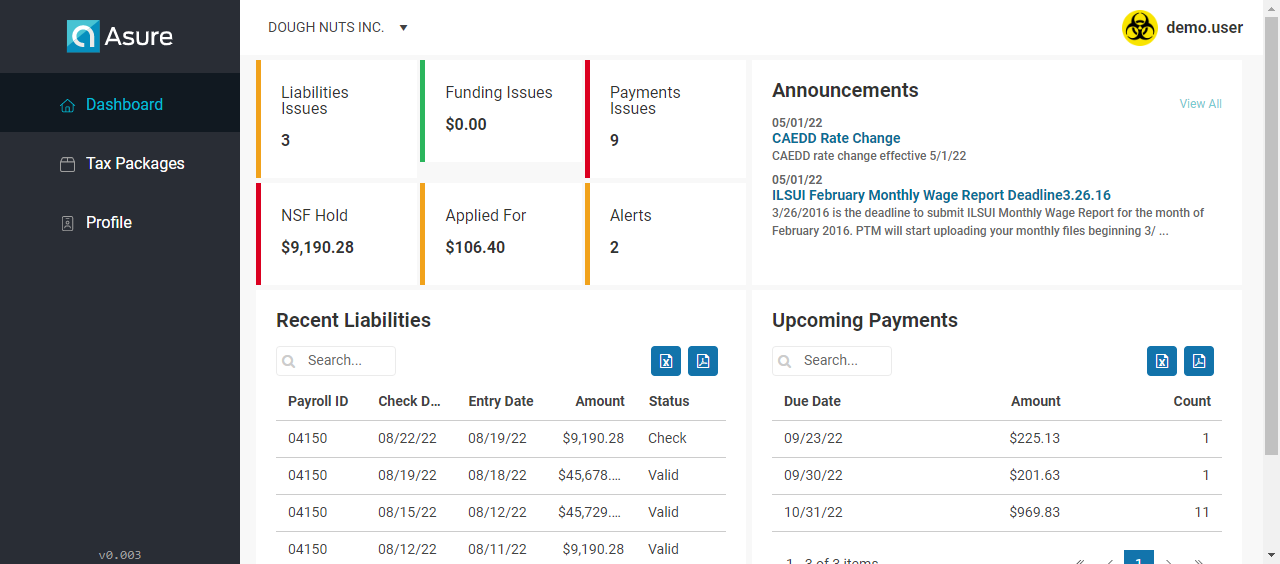 Asure
DOUGH NUTS INC.
demo.user
Dashboard
Tax Packages
Profile
v0.003
Liabilities
Issues
3
Funding Issues
$0.00
Payments
Issues
9
NSF Hold
$9,190.28
Applied For
$106.40
Alerts
2
Announcements
View All
05/01/22
CAEDD Rate Change
CAEDD rate change effective 5/1/22
05/01/22
ILSUI February Monthly Wage Report Deadline3.26.16
3/26/2016 is the deadline to submit ILSUI Monthly Wage Report for the month of
February 2016. PTM will start uploading your monthly files beginning 3/ ...
Recent Liabilities
Search...
Payroll ID Check D... Entry Date Amount Status
04150 08/22/22 08/19/22 $9,190.28 Check
04150 08/19/22 08/18/22 $45,678.... Valid
04150 08/15/22 08/12/22 $45,729.... Valid
04150 08/12/22 08/11/22 $9,190.28 Valid
Upcoming Payments
Search...
Due Date Amount Count
09/23/22 $225.13 1
09/30/22 $201.63 1
10/31/22 $969.83 11
1 - 3 of 3 items
1